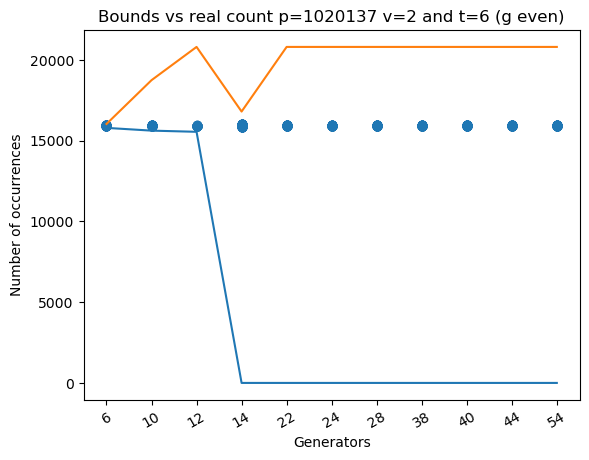 Bounds vs real count p=1020137 v=2 and t=6 (g even)
Number of occurrences
20000
15000
10000
5000
0
6 10 12 14 22 24 28 38 40 44 54
Generators